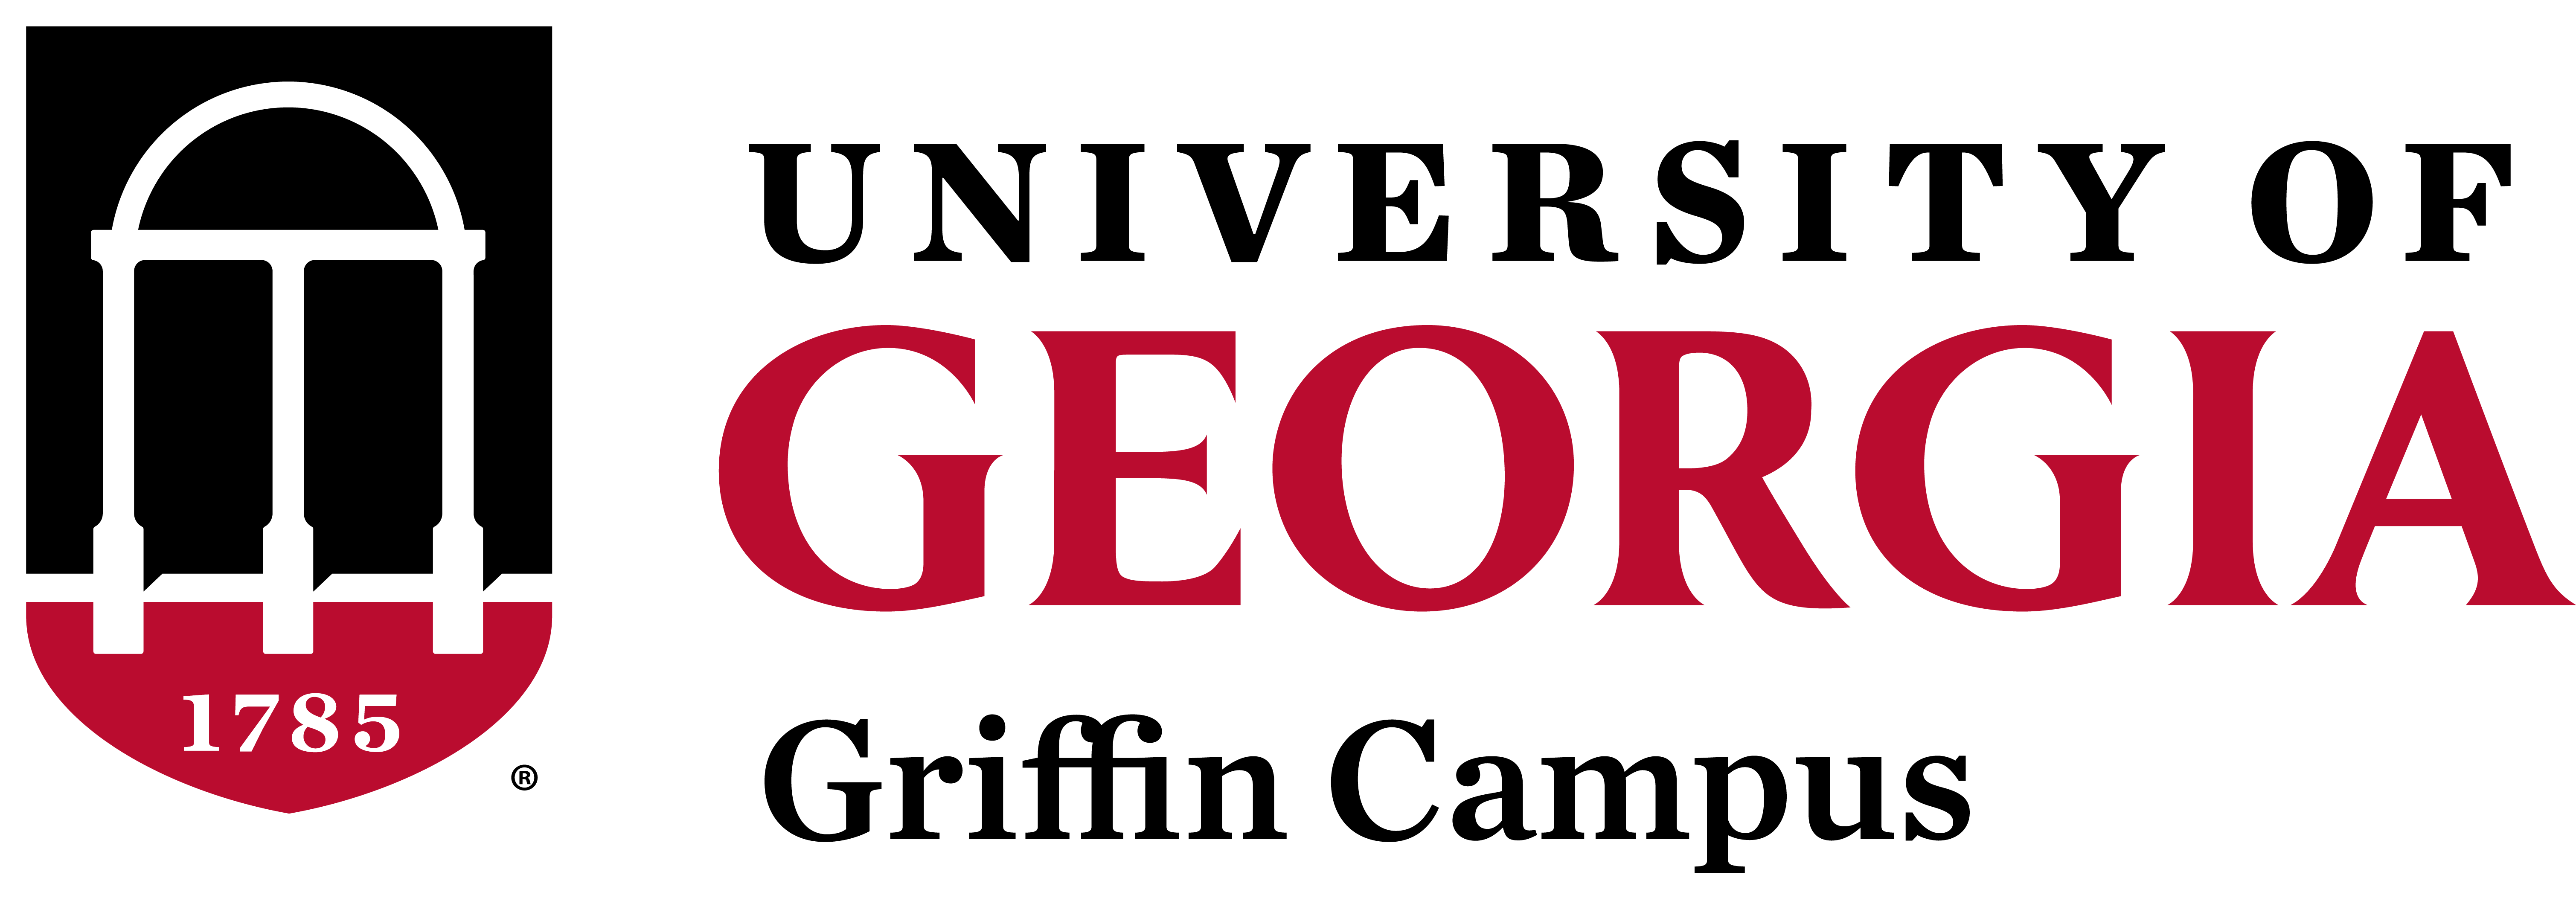 UNIVERSITY OF
GEORGIA
Griffin Campus
1785
®